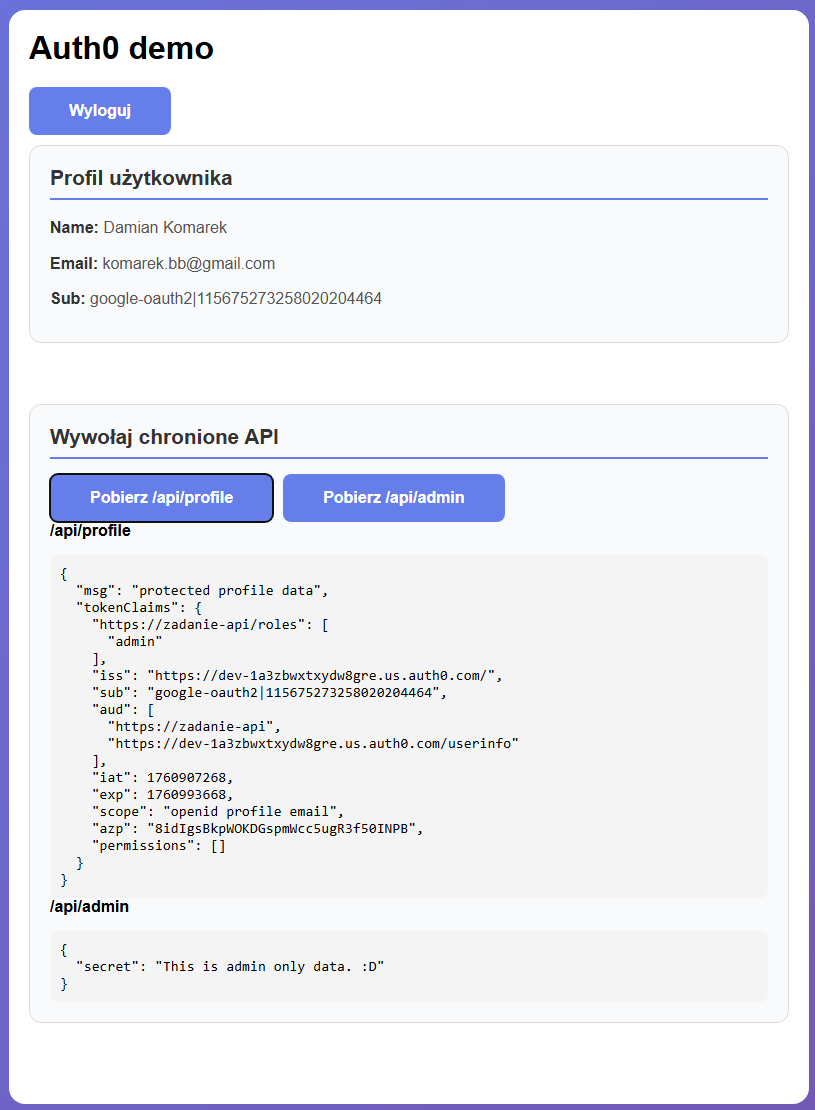 Auth0 demo
Wyloguj
Profil użytkownika
Name: Damian Komarek
Email: komarek.bb@gmail.com
Sub: google-oauth2|115675273258020204464
Wywołaj chronione API
Pobierz /api/profile Pobierz /api/admin
/api/profile
{
  "msg": "protected profile data",
  "tokenClaims": {
    "https://zadanie-api/roles": [
      "admin"
    ],
    "iss": "https://dev-1a3zbwxtxydw8gre.us.auth0.com/",
    "sub": "google-oauth2|115675273258020204464",
    "aud": [
      "https://zadanie-api",
      "https://dev-1a3zbwxtxydw8gre.us.auth0.com/userinfo"
    ],
    "iat": 1760907268,
    "exp": 1760993668,
    "scope": "openid profile email",
    "azp": "8idIgsBkpWOKDGspmWcc5ugR3f50INPB",
    "permissions": []
  }
}
/api/admin
{
  "secret": "This is admin only data. :D"
}